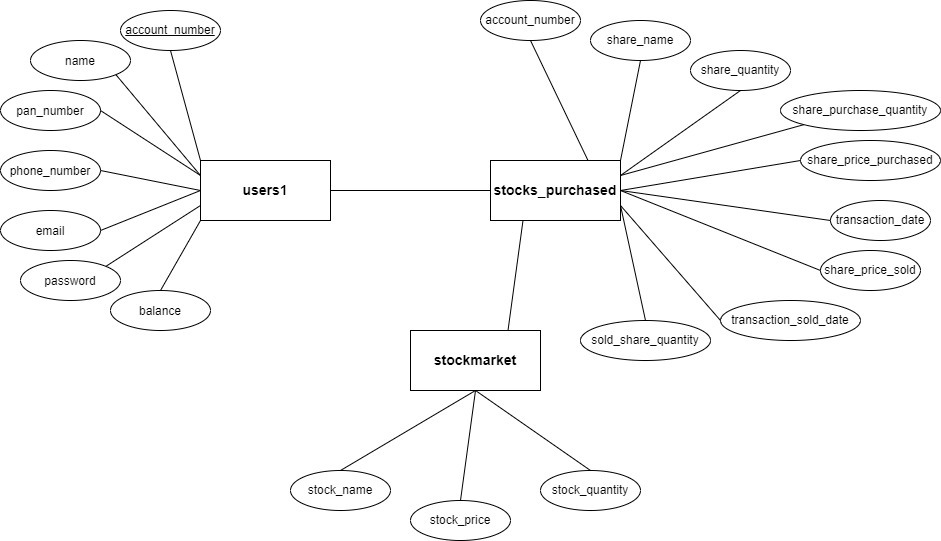 account_number
name
pan_number
phone_number
email
password
balance
users1
account_number
share_name
share_quantity
share_purchase_quantity
share_price_purchased
transaction_date
share_price_sold
transaction_sold_date
sold_share_quantity
stocks_purchased
stockmarket
stock_name
stock_price
stock_quantity